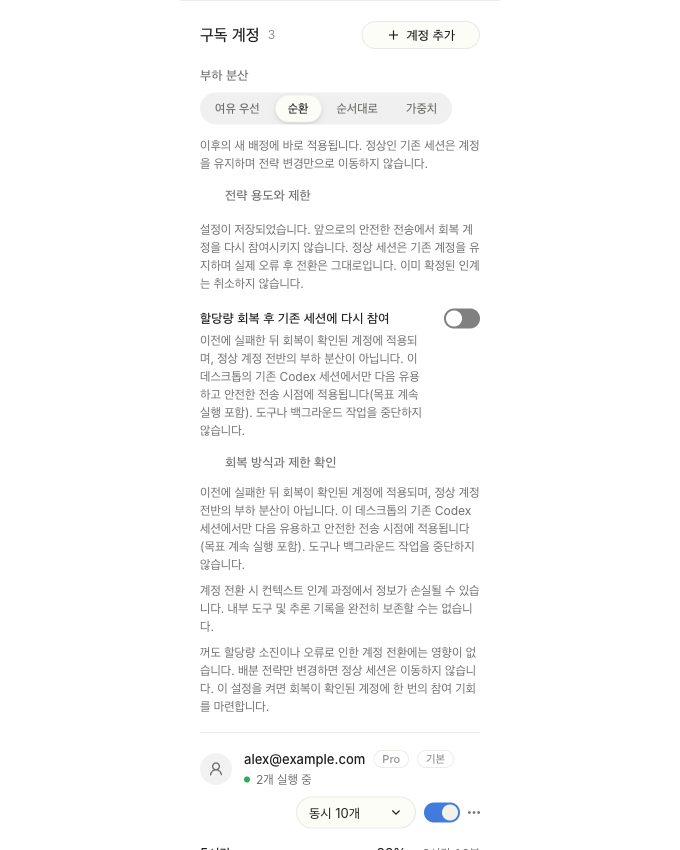 구독 계정 3
+ 계정 추가
부하 분산
여유 우선 순환 순서대로 가중치
이후의 새 배정에 바로 적용됩니다. 정상인 기존 세션은 계정
을 유지하며 전략 변경만으로 이동하지 않습니다.
전략 용도와 제한
설정이 저장되었습니다. 앞으로의 안전한 전송에서 회복 계
정을 다시 참여시키지 않습니다. 정상 세션은 기존 계정을 유
지하며 실제 오류 후 전환은 그대로입니다. 이미 확정된 인계
는 취소하지 않습니다.
할당량 회복 후 기존 세션에 다시 참여
이전에 실패한 뒤 회복이 확인된 계정에 적용되
며, 정상 계정 전반의 부하 분산이 아닙니다. 이
데스크톱의 기존 Codex 세션에서만 다음 유용
하고 안전한 전송 시점에 적용됩니다(목표 계속
실행 포함). 도구나 백그라운드 작업을 중단하지
않습니다.
회복 방식과 제한 확인
이전에 실패한 뒤 회복이 확인된 계정에 적용되며, 정상 계정
전반의 부하 분산이 아닙니다. 이 데스크톱의 기존 Codex
세션에서만 다음 유용하고 안전한 전송 시점에 적용됩니다
(목표 계속 실행 포함). 도구나 백그라운드 작업을 중단하지
않습니다.
계정 전환 시 컨텍스트 인계 과정에서 정보가 손실될 수 있습
니다. 내부 도구 및 추론 기록을 완전히 보존할 수는 없습니
다.
꺼도 할당량 소진이나 오류로 인한 계정 전환에는 영향이 없
습니다. 배분 전략만 변경하면 정상 세션은 이동하지 않습니
다. 이 설정을 켜면 회복이 확인된 계정에 한 번의 참여 기회
를 마련합니다.
alex@example.com Pro 기본
2개 실행 중
동시 10개